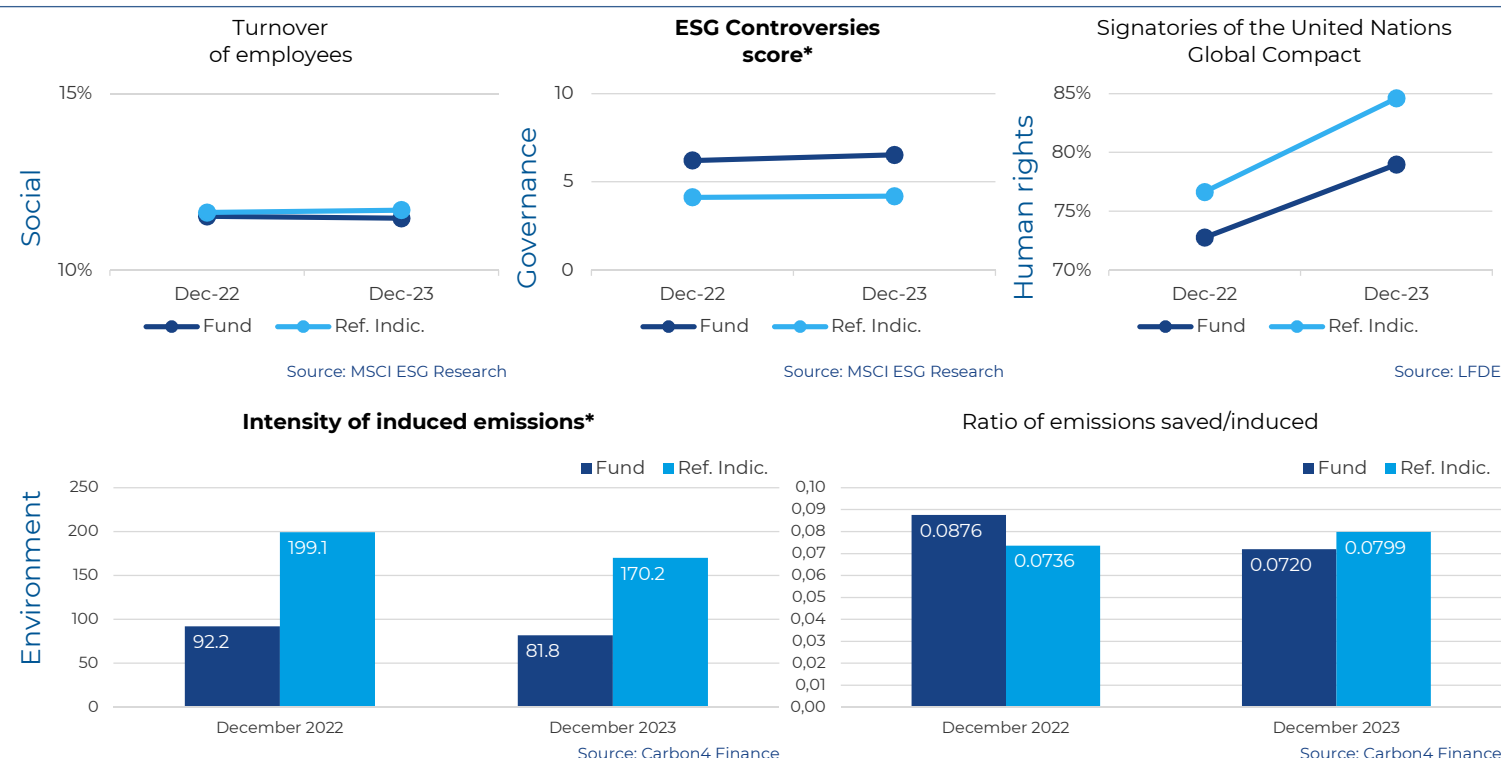 Turnover
of employees
15%
10%
Social
Dec-22
Dec-23
Fund
Ref. Indic.
Source: MSCI ESG Research
ESG Controversies
score*
10
5
0
Governance
Dec-22
Dec-23
Fund
Ref. Indic.
Source: MSCI ESG Research
Signatories of the United Nations
Global Compact
85%
80%
75%
70%
Human rights
Dec-22
Dec-23
Fund
Ref. Indic.
Source: LFDE
Environment
Intensity of induced emissions*
Fund
Ref. Indic.
250
200
150
100
50
0
92.2
199.1
81.8
170.2
December 2022
December 2023
Source: Carbon4 Finance
Ratio of emissions saved/induced
Fund
Ref. Indic.
0,10
0,09
0,08
0,07
0,06
0,05
0,04
0,03
0,02
0,01
0,00
0.0876
0.0736
0.0720
0.0799
December 2022
December 2023
Source: Carbon4 Finance